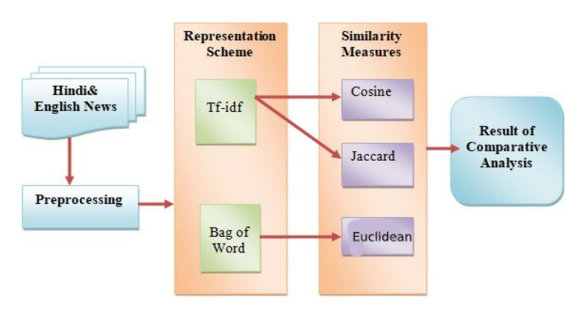 Hindi&
English News
Preprocessing
Representation
Scheme
Tf-idf
Bag of
Word
Similarity
Measures
Cosine
Jaccard
Euclidean
Result of
Comparative
Analysis